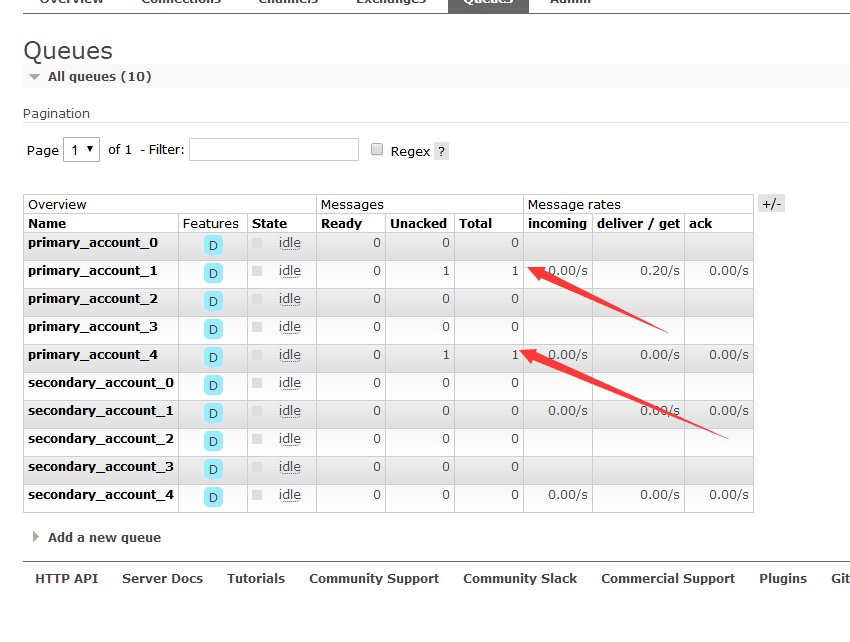 Overview Connections Channels Exchanges Queues Admin
Queues
All queues (10)
Pagination
Page 1 of 1 - Filter: Regex ?
Overview Messages Message rates +/-
Name Features State Ready Unacked Total incoming deliver / get ack
primary_account_0 D idle 0 0 0
primary_account_1 D idle 0 1 1 0.00/s 0.20/s 0.00/s
primary_account_2 D idle 0 0 0
primary_account_3 D idle 0 0 0
primary_account_4 D idle 0 1 1 0.00/s 0.00/s 0.00/s
secondary_account_0 D idle 0 0 0
secondary_account_1 D idle 0 0 0 0.00/s 0.00/s 0.00/s
secondary_account_2 D idle 0 0 0
secondary_account_3 D idle 0 0 0
secondary_account_4 D idle 0 0 0 0.00/s 0.00/s 0.00/s
Add a new queue
HTTP API Server Docs Tutorials Community Support Community Slack Commercial Support Plugins Git